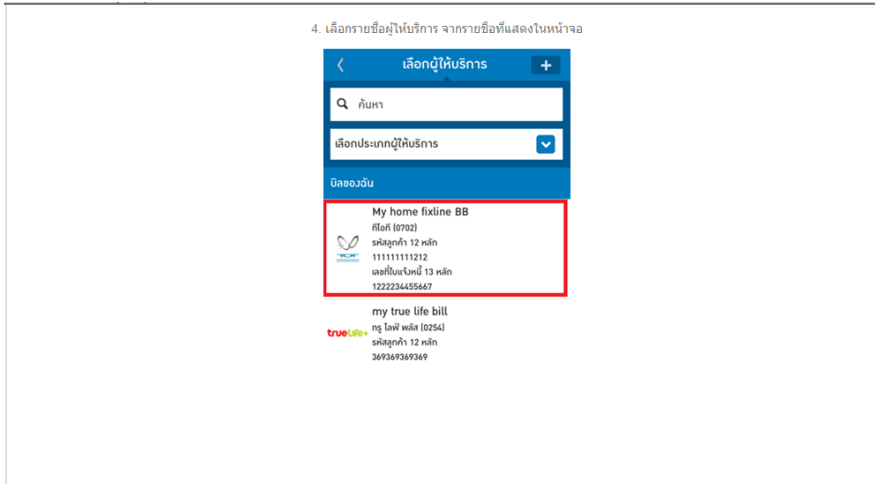 4. เลือกรายชื่อผู้ให้บริการ จากรายชื่อที่แสดงในหน้าจอ
เลือกผู้ให้บริการ
ค้นหา
เลือกประเภทผู้ให้บริการ
บิลของฉัน
My home fixline BB
ทีโอที (0702)
รหัสลูกค้า 12 หลัก
111111111212
เลขที่ใบแจ้งหนี้ 13 หลัก
1222234455667
my true life bill
true Life+
ทรู ไลฟ์ พลัส (0254)
รหัสลูกค้า 12 หลัก
369369369369